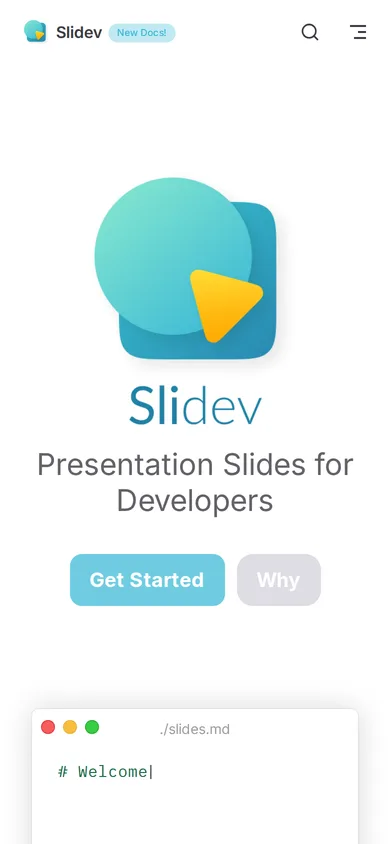 Slidev New Docs!
Slidev
Presentation Slides for
Developers
Get Started Why
./slides.md
# Welcome